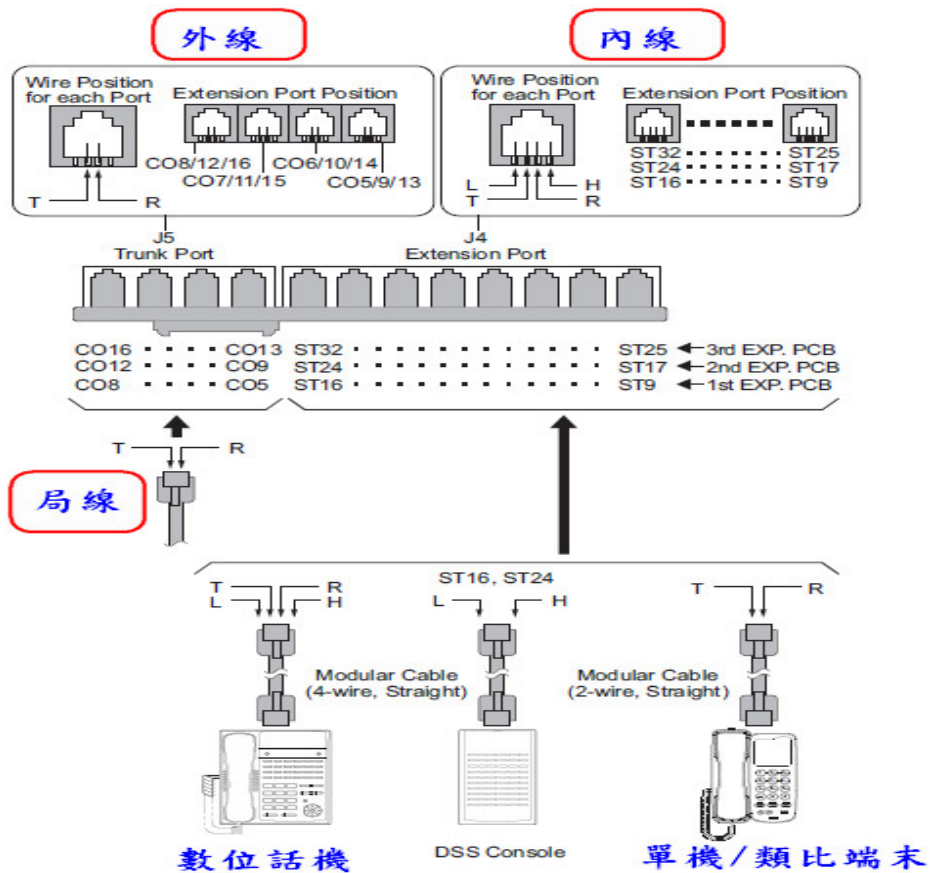 外線
內線
Wire Position
for each Port
Extension Port Position
CO8/12/16
CO6/10/14
CO7/11/15
CO5/9/13
T
R
Wire Position
for each Port
Extension Port Position
ST32 · · · · · · · · ST25
ST24 · · · · · · · · ST17
ST16 · · · · · · · · ST9
L
H
T
R
J5
Trunk Port
J4
Extension Port
CO16 · · · · · CO13 ST32 · · · · · · · · · · · · · ST25 3rd EXP. PCB
CO12 · · · · · CO9 ST24 · · · · · · · · · · · · · ST17 2nd EXP. PCB
CO8 · · · · · CO5 ST16 · · · · · · · · · · · · · ST9 1st EXP. PCB
T
R
局線
ST16, ST24
T
R
L
H
L
H
T
R
Modular Cable
(4-wire, Straight)
Modular Cable
(2-wire, Straight)
數位話機
DSS Console
單機/類比端末